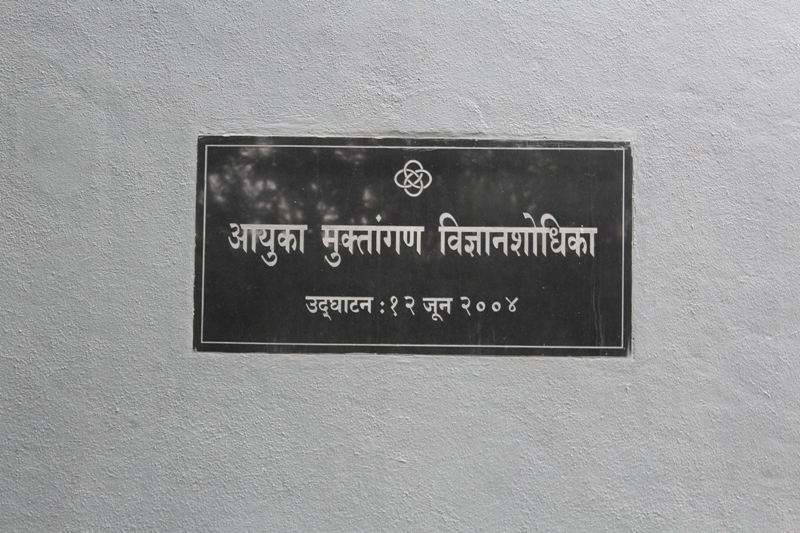 आयुका मुक्तांगण विज्ञानशोधिका
उद्‌घाटन : १२ जून २००४